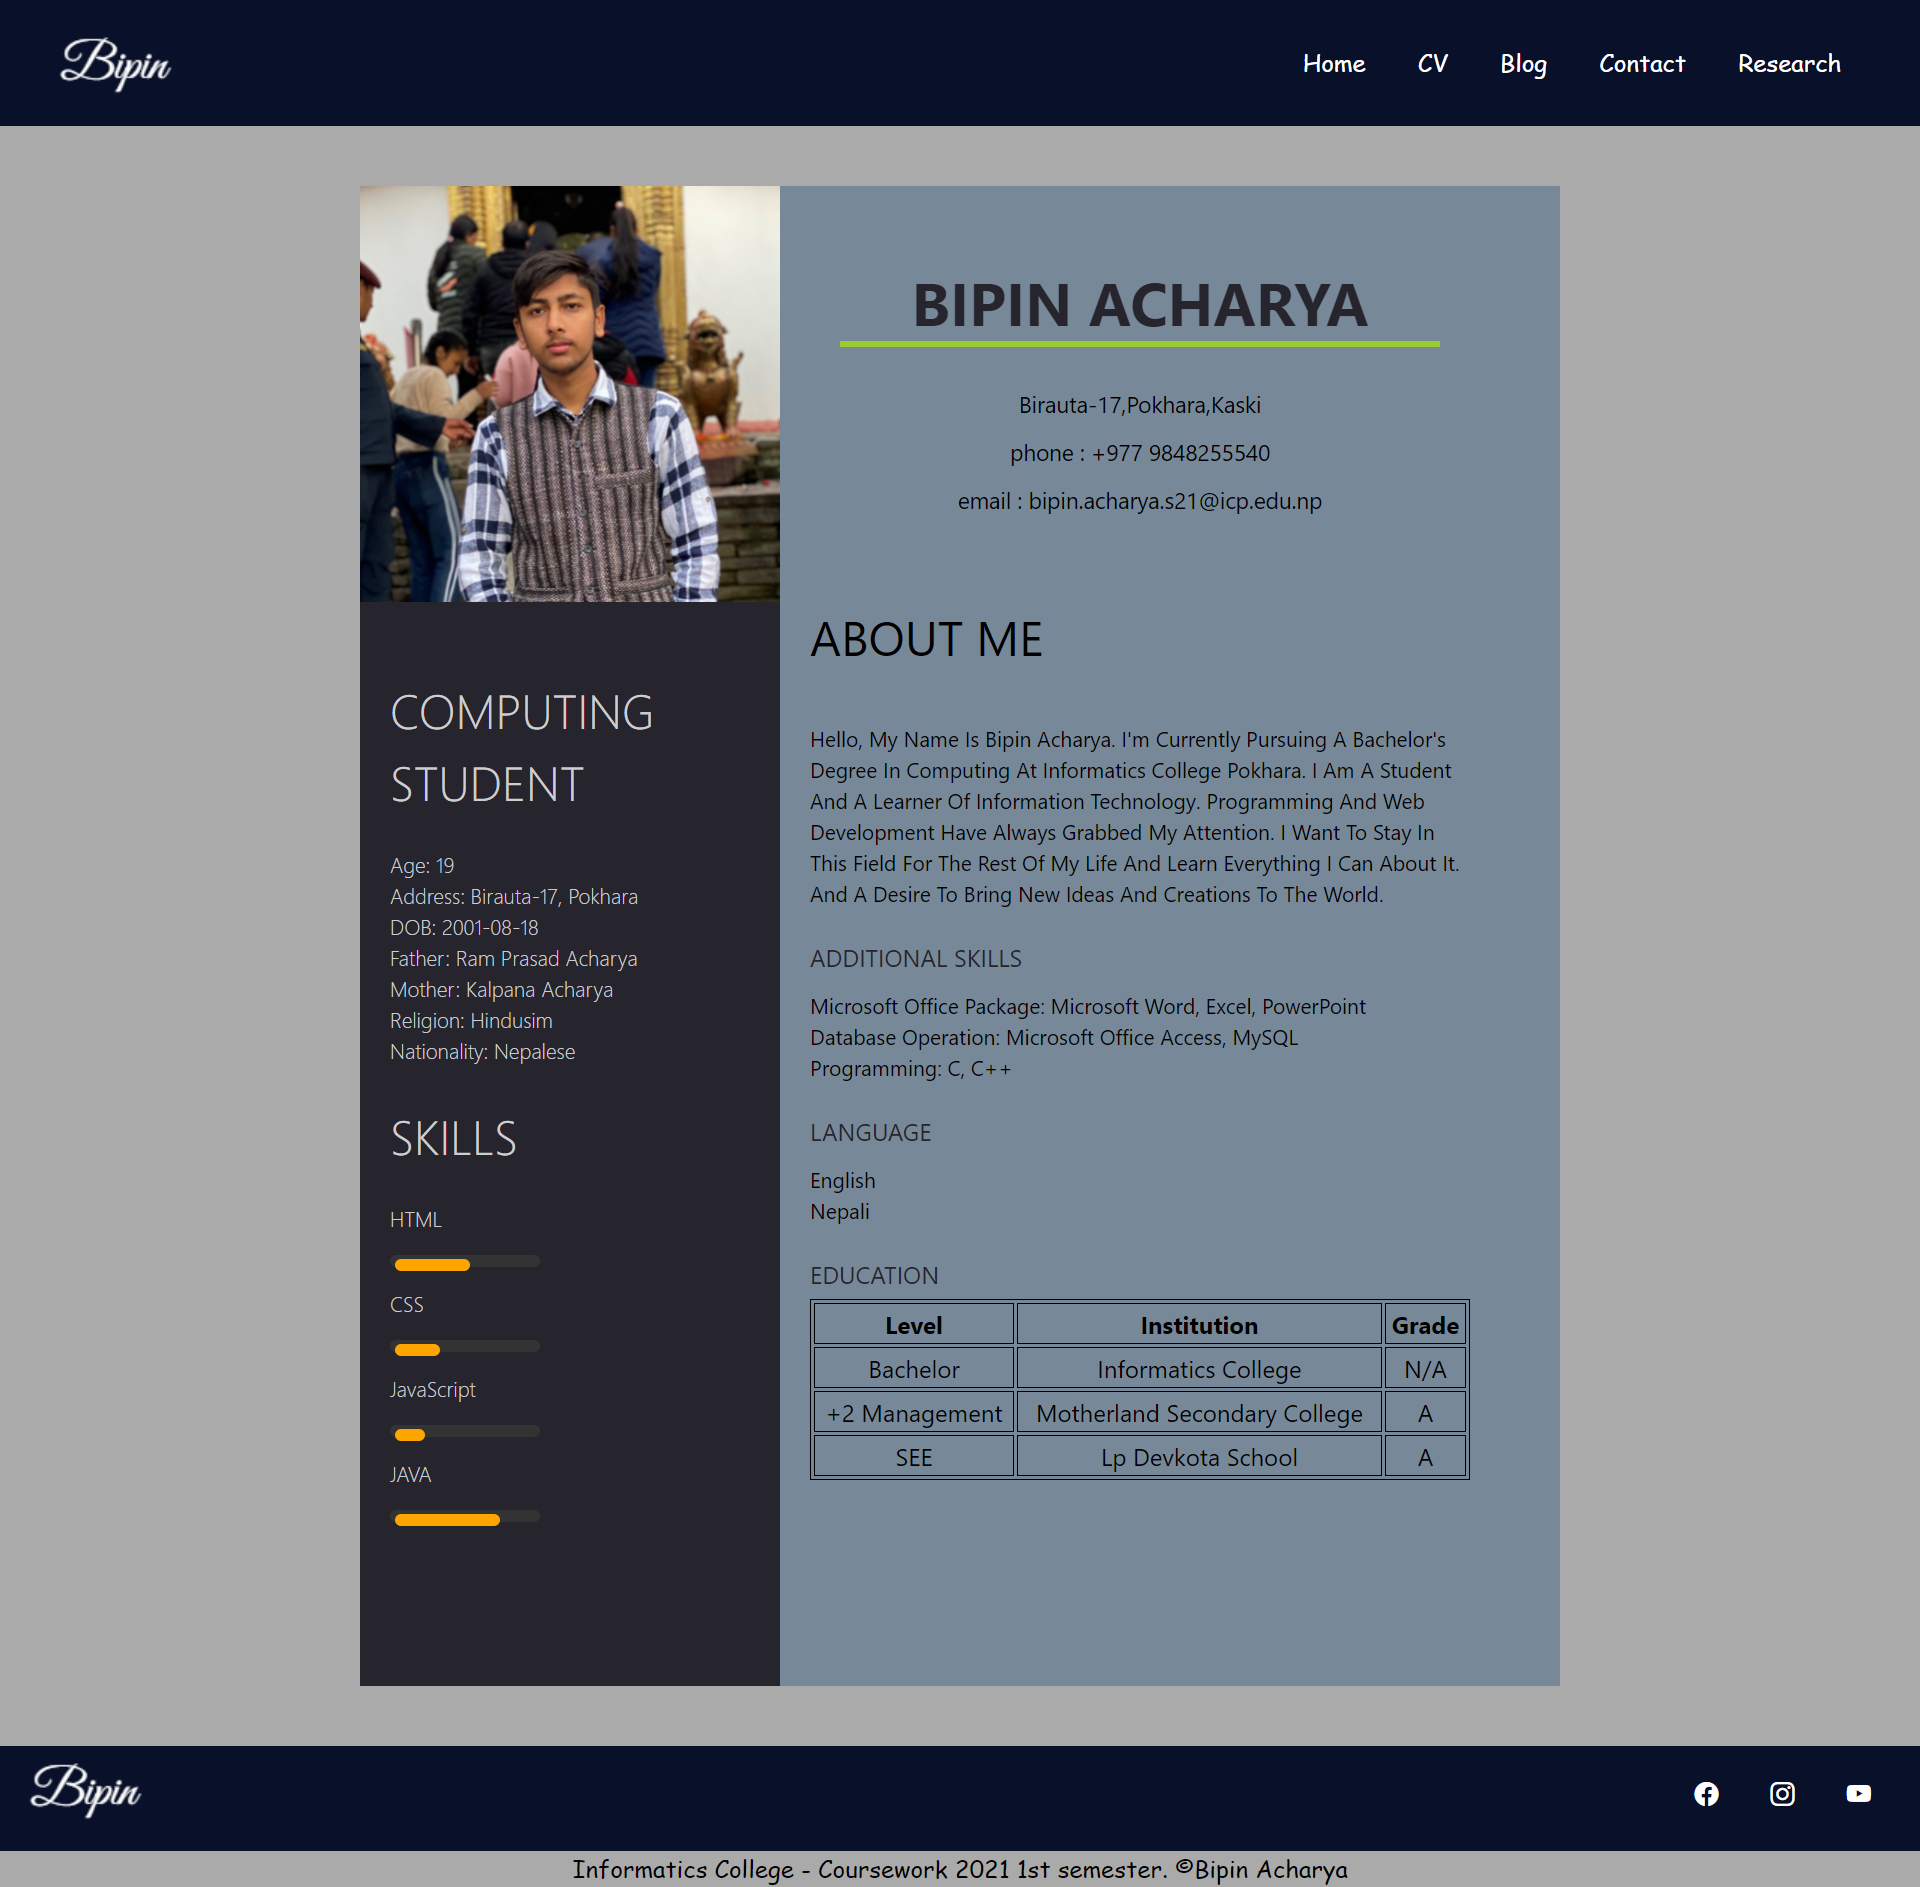 Bipin
Home CV Blog Contact Research
BIPIN ACHARYA
Birauta-17,Pokhara,Kaski
phone : +977 9848255540
email : bipin.acharya.s21@icp.edu.np
COMPUTING
STUDENT
Age: 19
Address: Birauta-17, Pokhara
DOB: 2001-08-18
Father: Ram Prasad Acharya
Mother: Kalpana Acharya
Religion: Hindusim
Nationality: Nepalese
SKILLS
HTML
CSS
JavaScript
JAVA
ABOUT ME
Hello, My Name Is Bipin Acharya. I'm Currently Pursuing A Bachelor's
Degree In Computing At Informatics College Pokhara. I Am A Student
And A Learner Of Information Technology. Programming And Web
Development Have Always Grabbed My Attention. I Want To Stay In
This Field For The Rest Of My Life And Learn Everything I Can About It.
And A Desire To Bring New Ideas And Creations To The World.
ADDITIONAL SKILLS
Microsoft Office Package: Microsoft Word, Excel, PowerPoint
Database Operation: Microsoft Office Access, MySQL
Programming: C, C++
LANGUAGE
English
Nepali
EDUCATION
Level Institution Grade
Bachelor Informatics College N/A
+2 Management Motherland Secondary College A
SEE Lp Devkota School A
Bipin
Informatics College - Coursework 2021 1st semester. ©Bipin Acharya